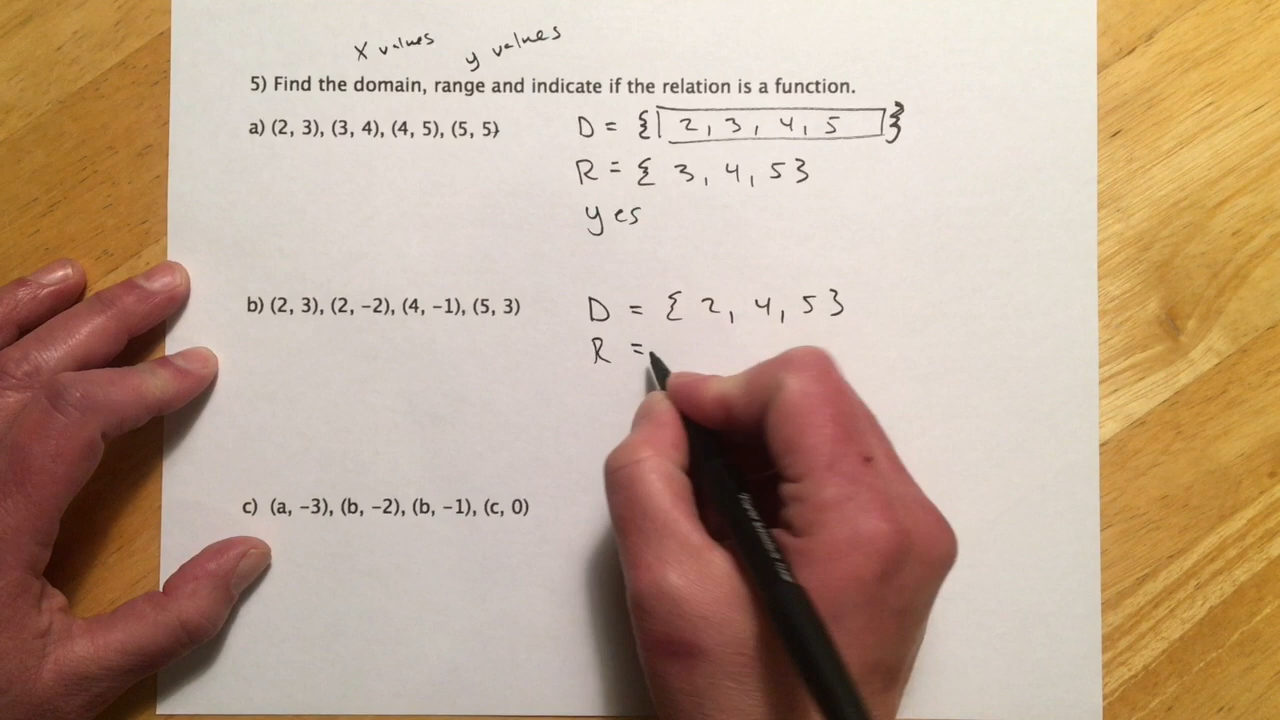 x values y values
5) Find the domain, range and indicate if the relation is a function.
a) (2, 3), (3, 4), (4, 5), (5, 5) D = { 2, 3, 4, 5 }
R = { 3, 4, 5 }
yes
b) (2, 3), (2, −2), (4, −1), (5, 3) D = { 2, 4, 5 }
R =
c) (a, −3), (b, −2), (b, −1), (c, 0)